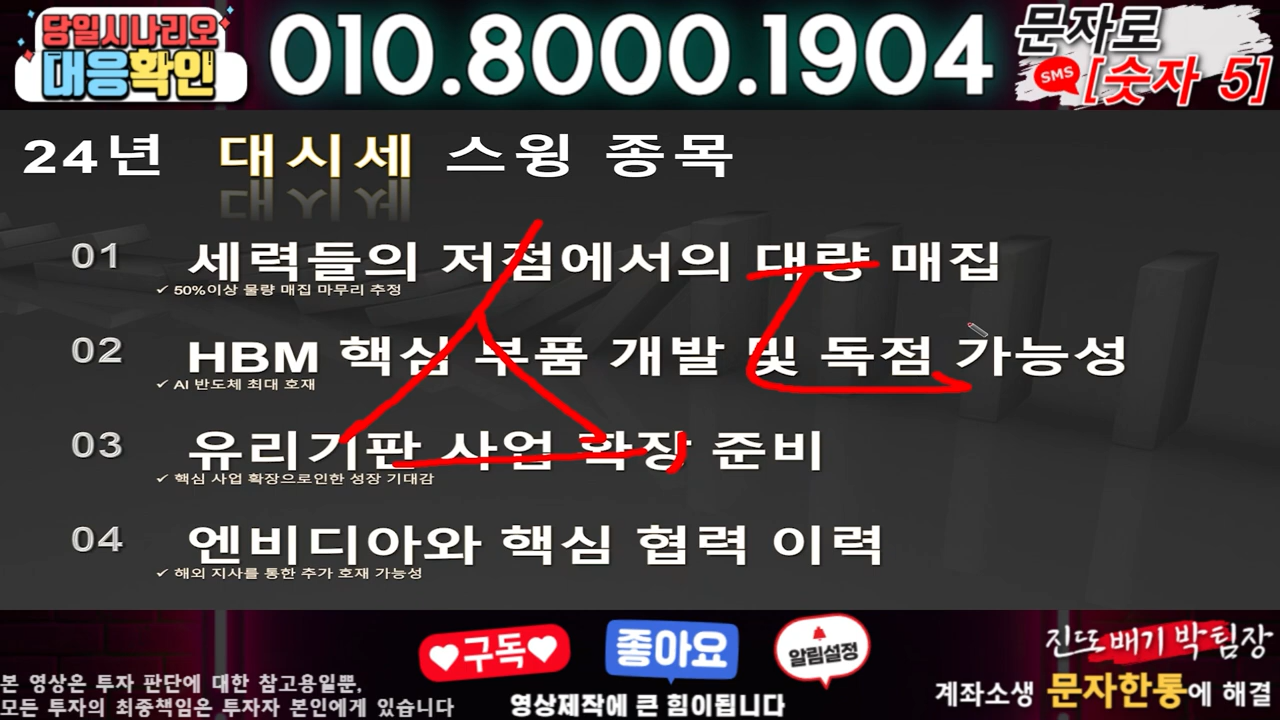 당일시나리오
대응확인
010.8000.1904
문자로
SMS
[숫자 5]
24년 대시세 스윙 종목
01 세력들의 저점에서의 대량 매집
✓ 50%이상 물량 매집 마무리 추정
02 HBM 핵심 부품 개발 및 독점 가능성
✓ AI 반도체 최대 호재
03 유리기판 사업 확장 준비
✓ 핵심 사업 확장으로인한 성장 기대감
04 엔비디아와 핵심 협력 이력
✓ 해외 지사를 통한 추가 호재 가능성
구독
좋아요
알림설정
영상제작에 큰 힘이됩니다
본 영상은 투자 판단에 대한 참고용일뿐,
모든 투자의 최종책임은 투자자 본인에게 있습니다
진또배기 박팀장
계좌소생 문자한통에 해결